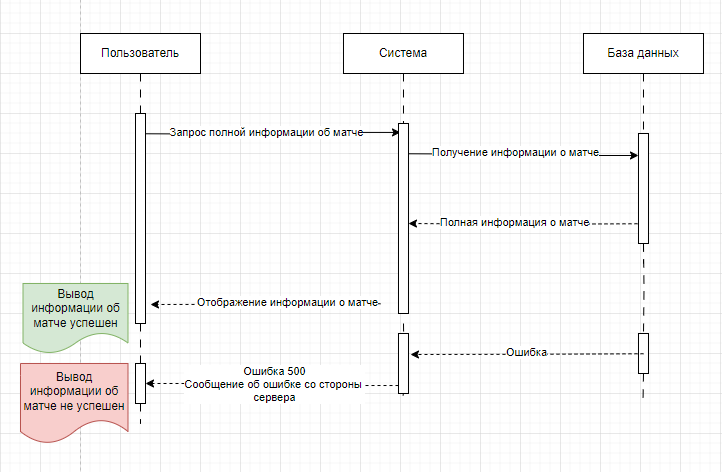 Пользователь
Система
База данных
Запрос полной информации об матче
Получение информации о матче
Полная информация о матче
Отображение информации о матче
Вывод
информации об
матче успешен
Ошибка
Ошибка 500
Сообщение об ошибке со стороны
сервера
Вывод
информации об
матче не успешен